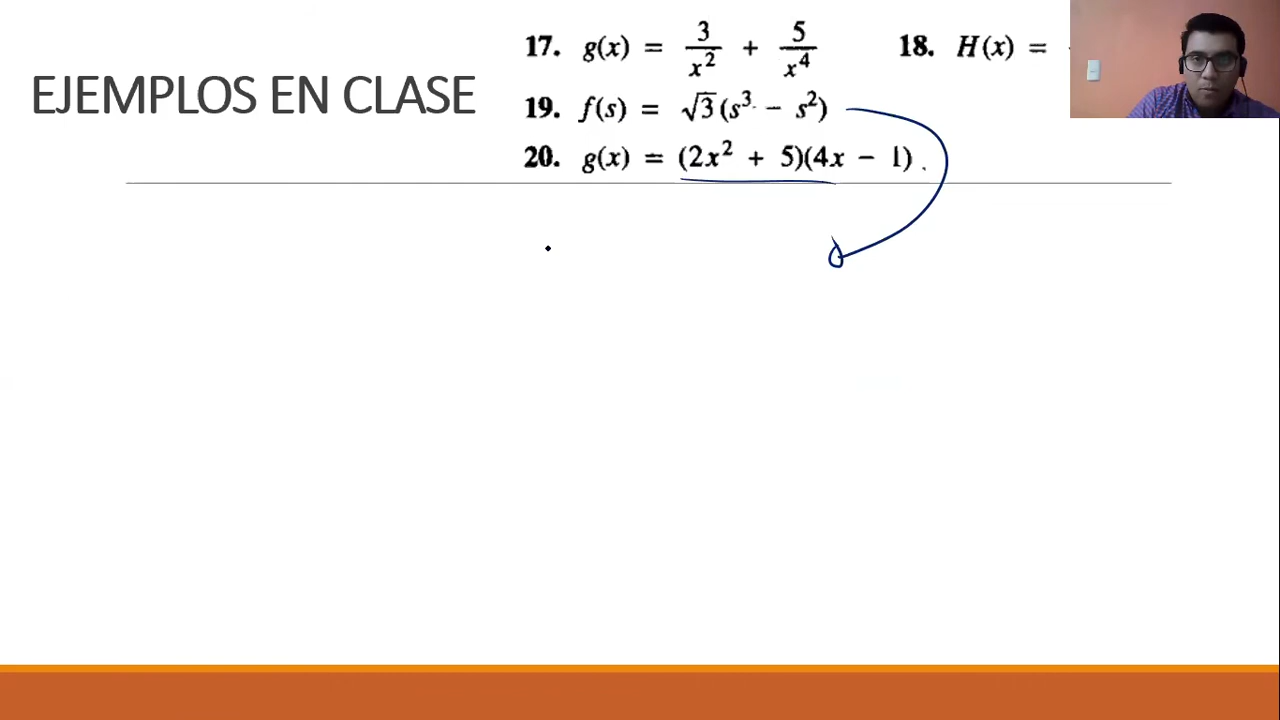 EJEMPLOS EN CLASE
17. g(x) = 3/x² + 5/x⁴ 18. H(x) =
19. f(s) = √3(s³ − s²)
20. g(x) = (2x² + 5)(4x − 1).